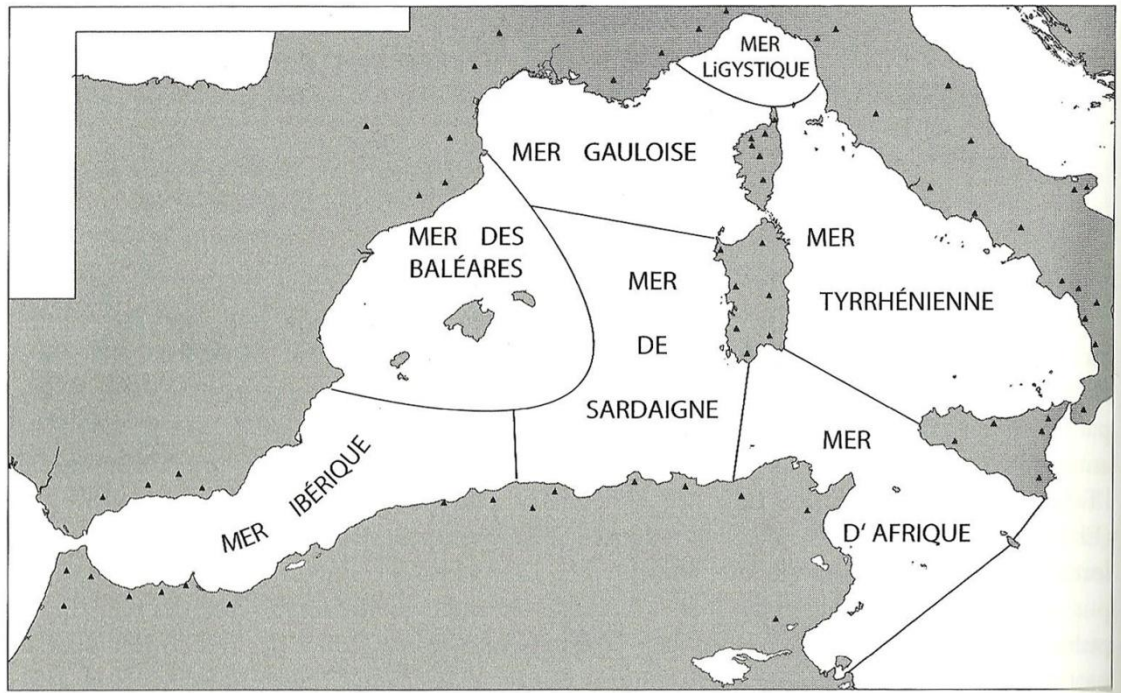 MER
LiGYSTIQUE
MER GAULOISE
MER DES
BALÉARES
MER
DE
SARDAIGNE
MER
TYRRHÉNIENNE
MER IBÉRIQUE
MER
D' AFRIQUE